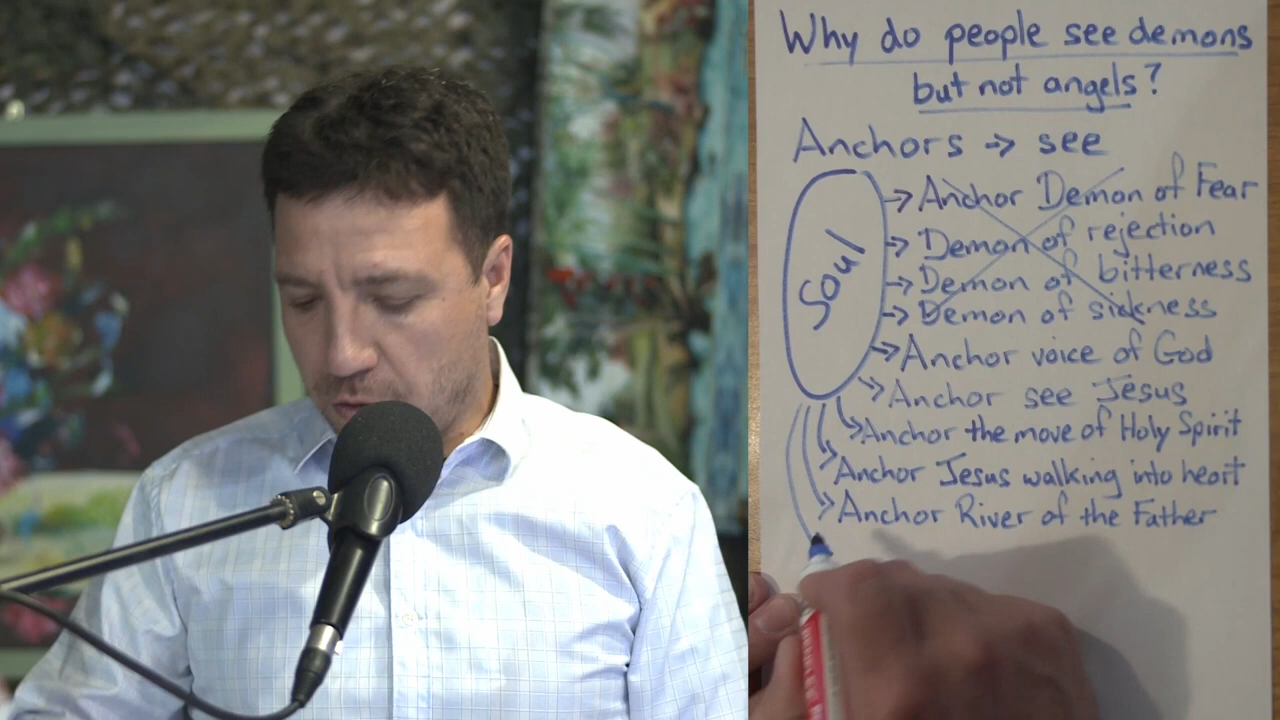 Why do people see demons
but not angels?
Anchors → see
Soul
→ Anchor Demon of Fear
→ Demon of rejection
→ Demon of bitterness
→ Demon of sickness
→ Anchor voice of God
→ Anchor see Jesus
→ Anchor the move of Holy Spirit
→ Anchor Jesus walking into heart
→ Anchor River of the Father